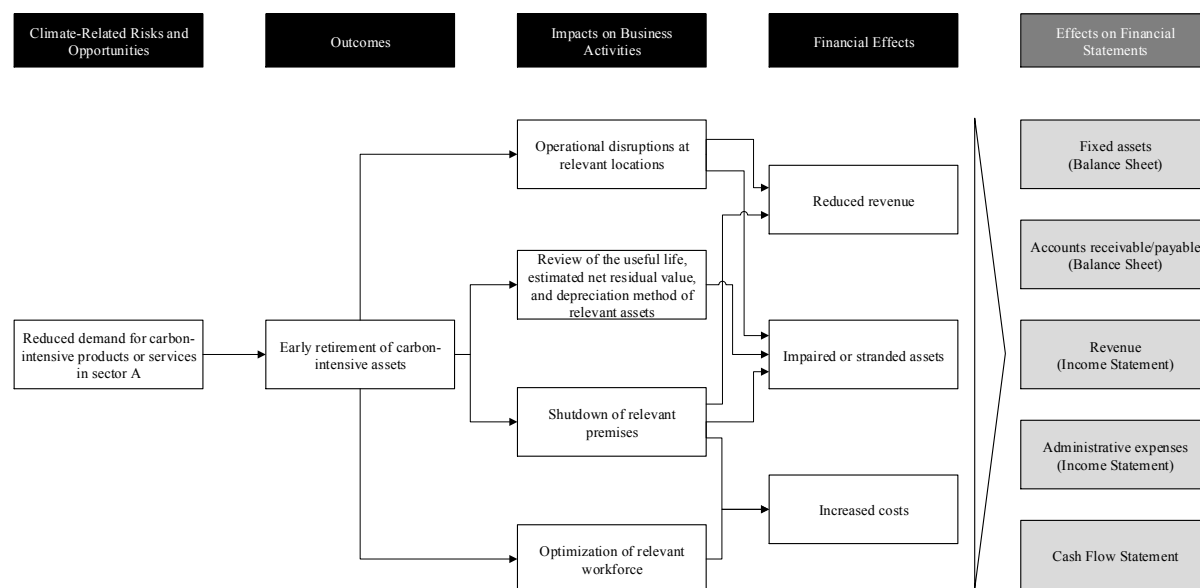 Climate-Related Risks and
Opportunities
Outcomes
Impacts on Business
Activities
Financial Effects
Effects on Financial
Statements
Reduced demand for carbon-
intensive products or services
in sector A
Early retirement of carbon-
intensive assets
Operational disruptions at
relevant locations
Review of the useful life,
estimated net residual value,
and depreciation method of
relevant assets
Shutdown of relevant
premises
Optimization of relevant
workforce
Reduced revenue
Impaired or stranded assets
Increased costs
Fixed assets
(Balance Sheet)
Accounts receivable/payable
(Balance Sheet)
Revenue
(Income Statement)
Administrative expenses
(Income Statement)
Cash Flow Statement